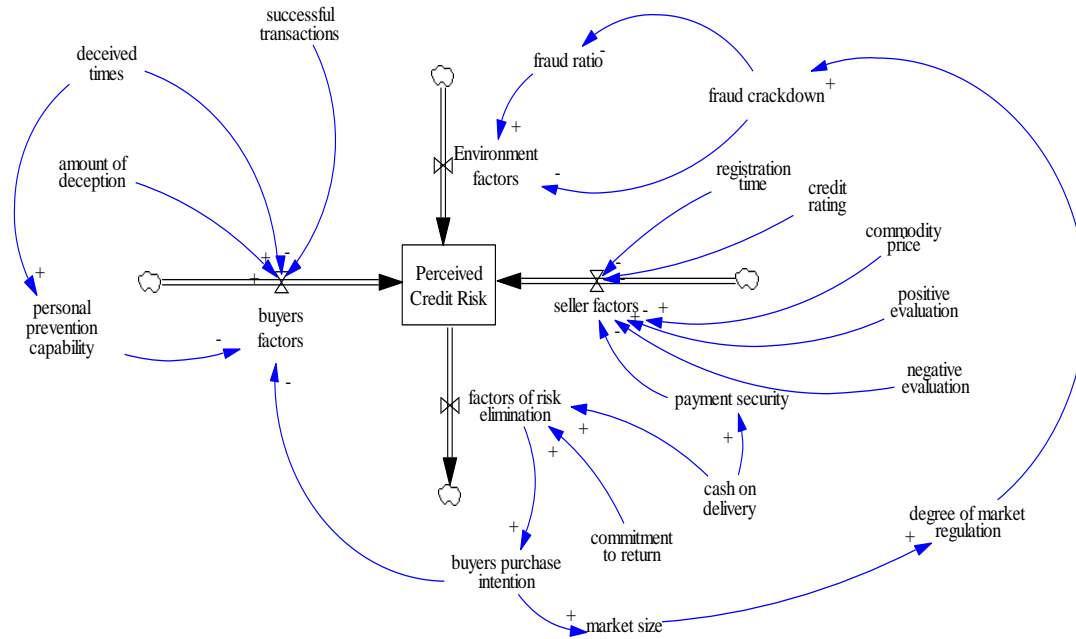 successful
transactions
deceived
times
fraud ratio
-
fraud crackdown
+
+
Environment
factors
-
amount of
deception
registration
time
credit
rating
commodity
price
+
-
+
Perceived
Credit Risk
-
-
+
personal
prevention
capability
buyers
factors
-
seller factors
+
-
+
-
positive
evaluation
negative
evaluation
-
factors of risk
elimination
+
+
payment security
+
cash on
delivery
commitment
to return
degree of market
regulation
+
+
buyers purchase
intention
+
market size